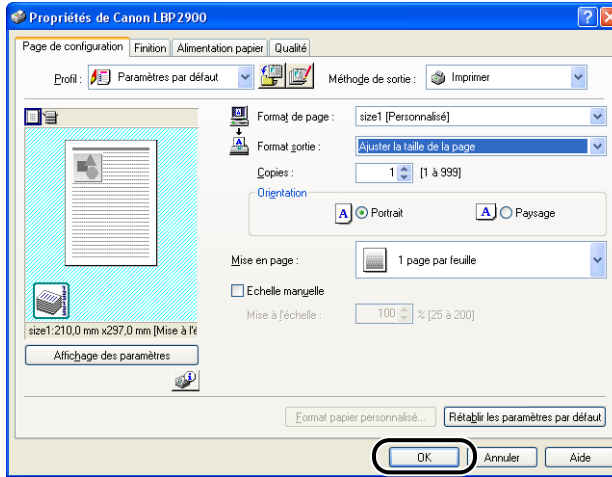 Propriétés de Canon LBP2900
Page de configuration Finition Alimentation papier Qualité
Profil : Paramètres par défaut Méthode de sortie : Imprimer
Format de page : size1 [Personnalisé]
Format sortie : Ajuster la taille de la page
Copies : 1 [1 à 999]
Orientation
A Portrait A Paysage
Mise en page : 1 page par feuille
Echelle manuelle
Mise à l'échelle : 100 % [25 à 200]
size1:210,0 mm x297,0 mm [Mise à l'é
Affichage des paramètres
Format papier personnalisé... Rétablir les paramètres par défaut
OK Annuler Aide